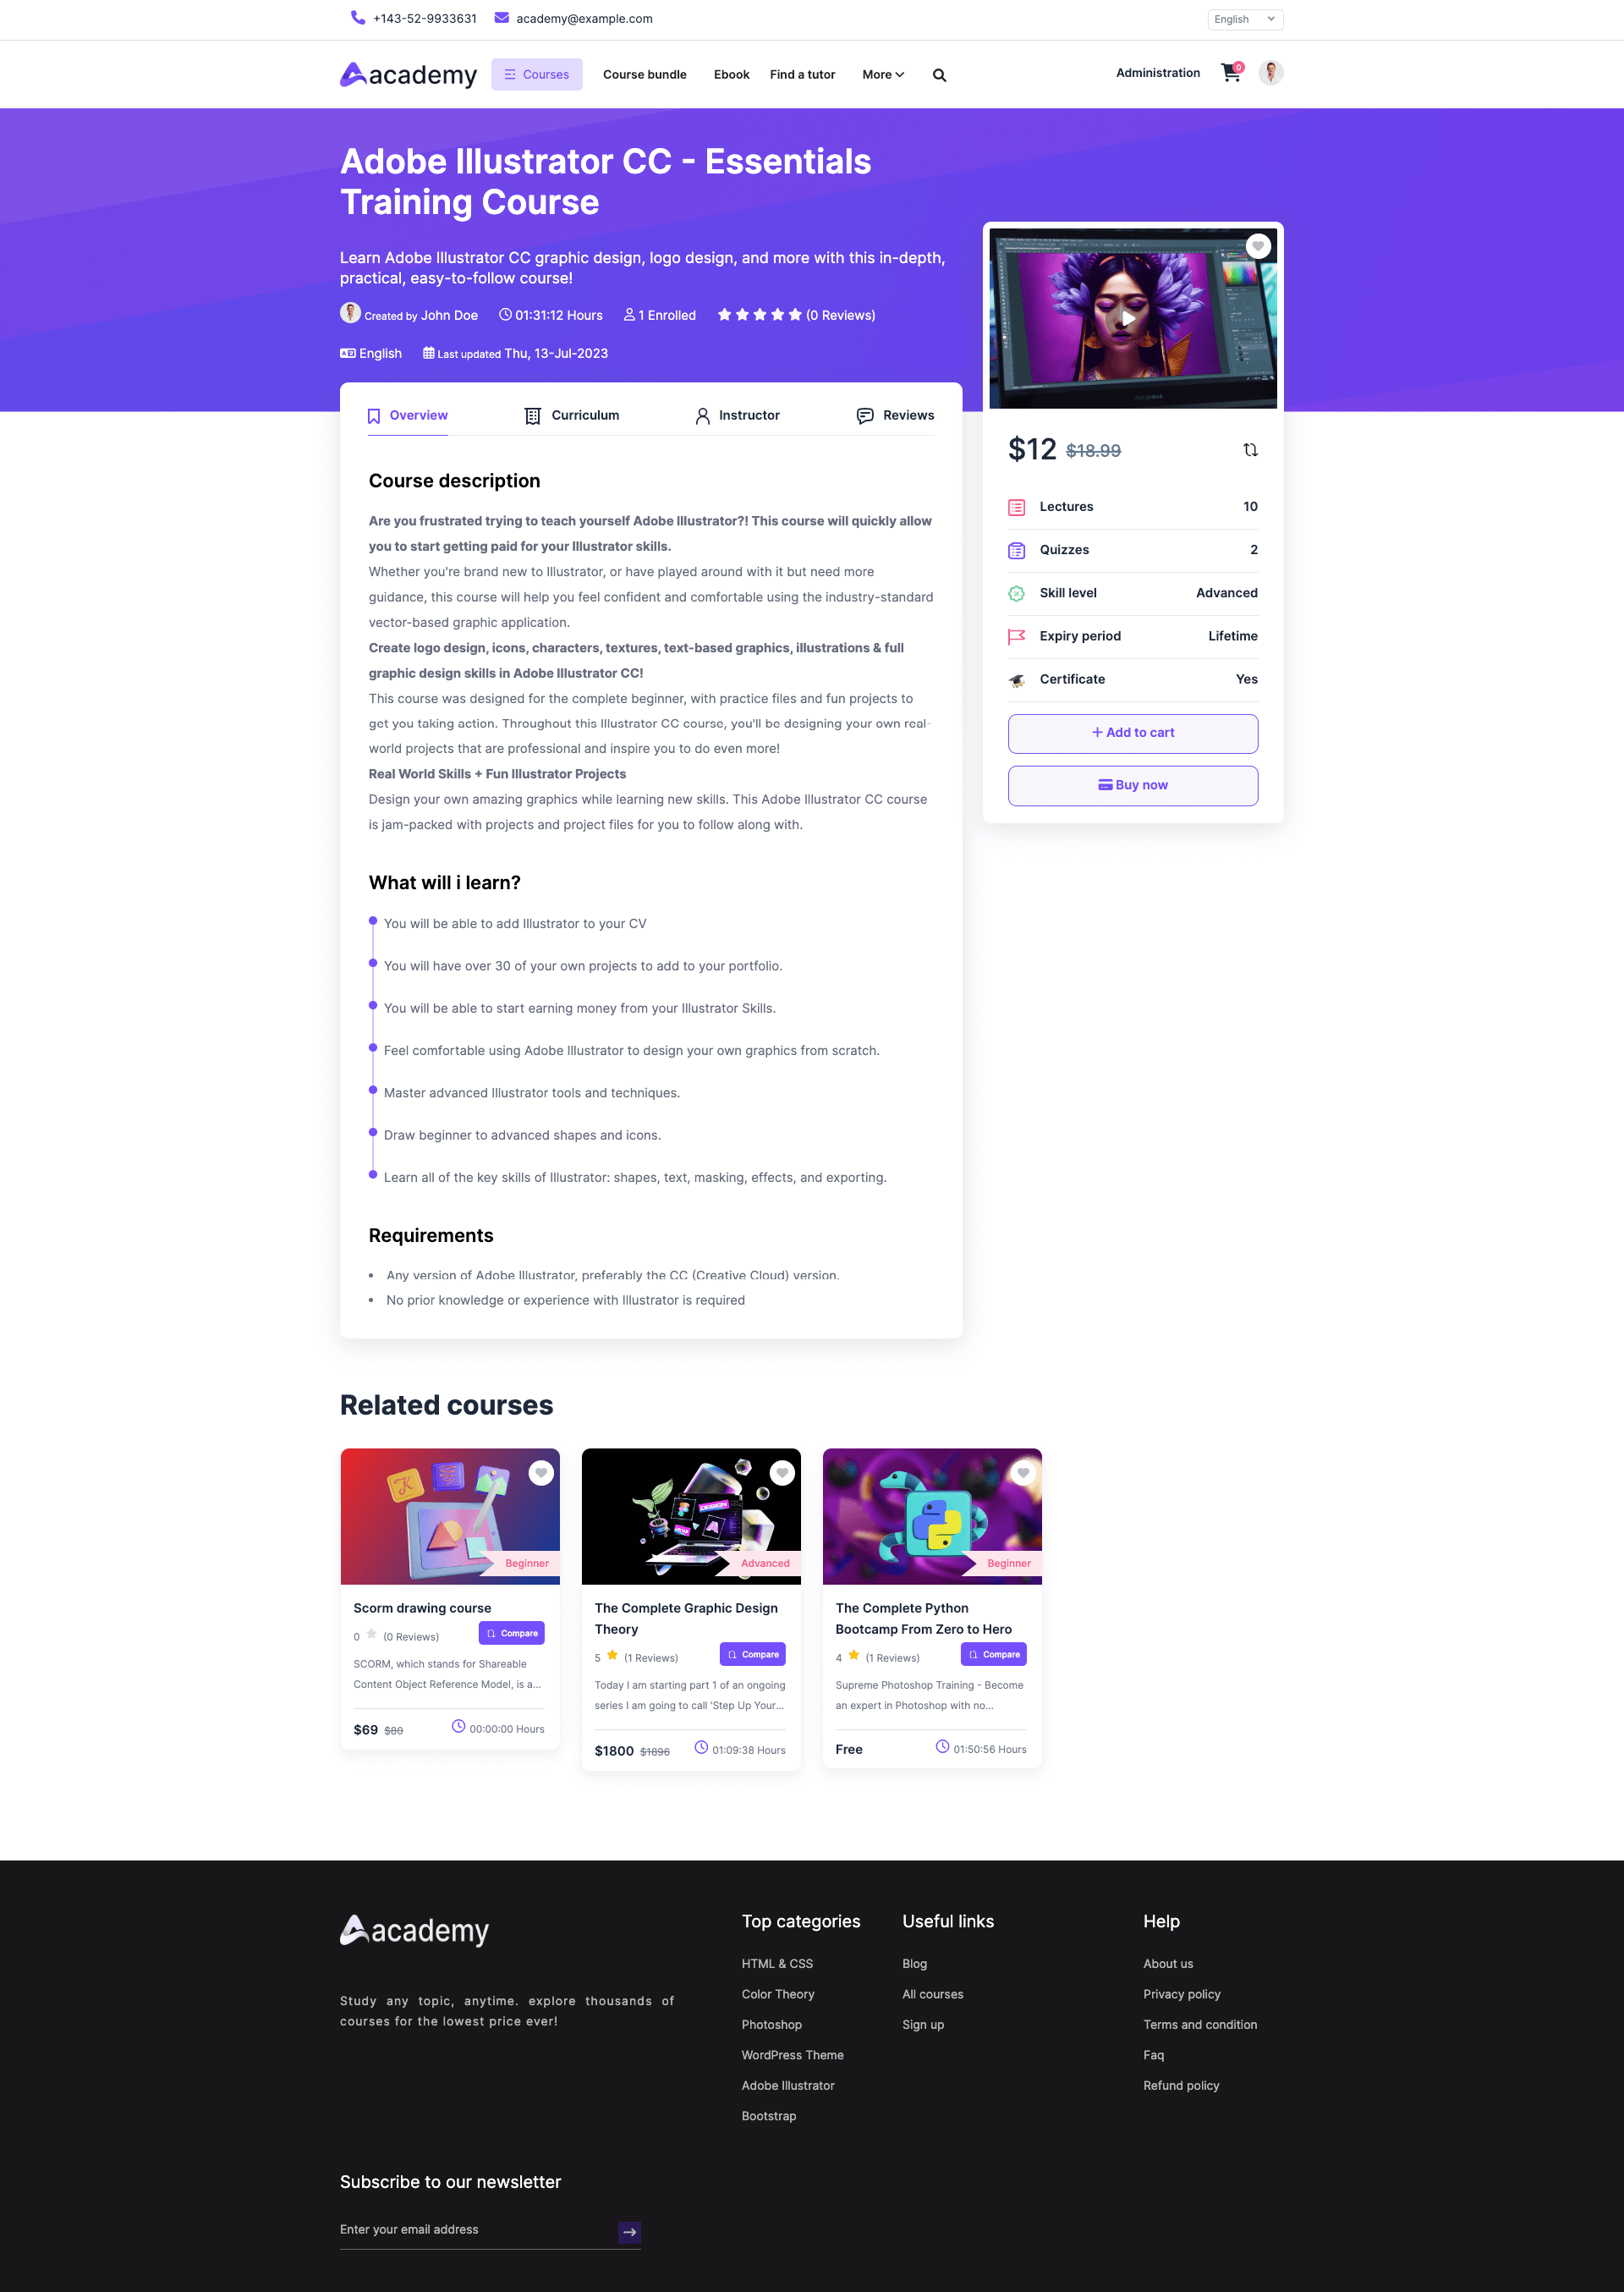 +143-52-9933631 academy@example.com English
academy Courses Course bundle Ebook Find a tutor More Administration 0
Adobe Illustrator CC - Essentials
Training Course
Learn Adobe Illustrator CC graphic design, logo design, and more with this in-depth,
practical, easy-to-follow course!
Created by John Doe 01:31:12 Hours 1 Enrolled (0 Reviews)
English Last updated Thu, 13-Jul-2023
Overview Curriculum Instructor Reviews
Course description
Are you frustrated trying to teach yourself Adobe Illustrator?! This course will quickly allow
you to start getting paid for your Illustrator skills.
Whether you're brand new to Illustrator, or have played around with it but need more
guidance, this course will help you feel confident and comfortable using the industry-standard
vector-based graphic application.
Create logo design, icons, characters, textures, text-based graphics, illustrations & full
graphic design skills in Adobe Illustrator CC!
This course was designed for the complete beginner, with practice files and fun projects to
get you taking action. Throughout this Illustrator CC course, you'll be designing your own real-
world projects that are professional and inspire you to do even more!
Real World Skills + Fun Illustrator Projects
Design your own amazing graphics while learning new skills. This Adobe Illustrator CC course
is jam-packed with projects and project files for you to follow along with.
What will i learn?
You will be able to add Illustrator to your CV
You will have over 30 of your own projects to add to your portfolio.
You will be able to start earning money from your Illustrator Skills.
Feel comfortable using Adobe Illustrator to design your own graphics from scratch.
Master advanced Illustrator tools and techniques.
Draw beginner to advanced shapes and icons.
Learn all of the key skills of Illustrator: shapes, text, masking, effects, and exporting.
Requirements
• Any version of Adobe Illustrator, preferably the CC (Creative Cloud) version.
• No prior knowledge or experience with Illustrator is required
$12 $18.99
Lectures 10
Quizzes 2
Skill level Advanced
Expiry period Lifetime
Certificate Yes
+ Add to cart
Buy now
Related courses
Beginner
Scorm drawing course
0 (0 Reviews) Compare
SCORM, which stands for Shareable
Content Object Reference Model, is a...
$69 $80 00:00:00 Hours
DESIGN
Advanced
The Complete Graphic Design
Theory
5 (1 Reviews) Compare
Today I am starting part 1 of an ongoing
series I am going to call 'Step Up Your...
$1800 $1896 01:09:38 Hours
Beginner
The Complete Python
Bootcamp From Zero to Hero
4 (1 Reviews) Compare
Supreme Photoshop Training - Become
an expert in Photoshop with no...
Free 01:50:56 Hours
academy
Study any topic, anytime. explore thousands of
courses for the lowest price ever!
Top categories
HTML & CSS
Color Theory
Photoshop
WordPress Theme
Adobe Illustrator
Bootstrap
Useful links
Blog
All courses
Sign up
Help
About us
Privacy policy
Terms and condition
Faq
Refund policy
Subscribe to our newsletter
Enter your email address